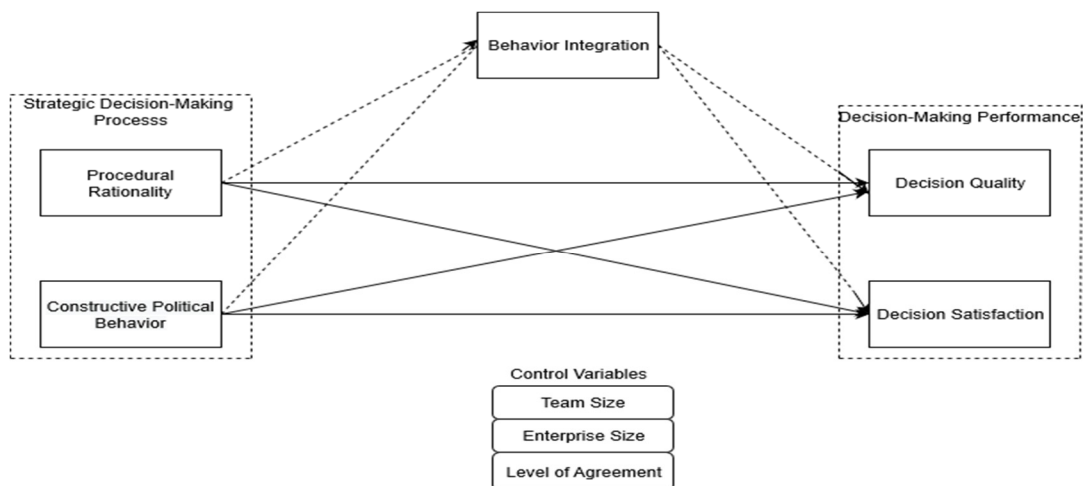 Behavior Integration
Strategic Decision-Making
Processs
Procedural
Rationality
Constructive Political
Behavior
Decision-Making Performance
Decision Quality
Decision Satisfaction
Control Variables
Team Size
Enterprise Size
Level of Agreement